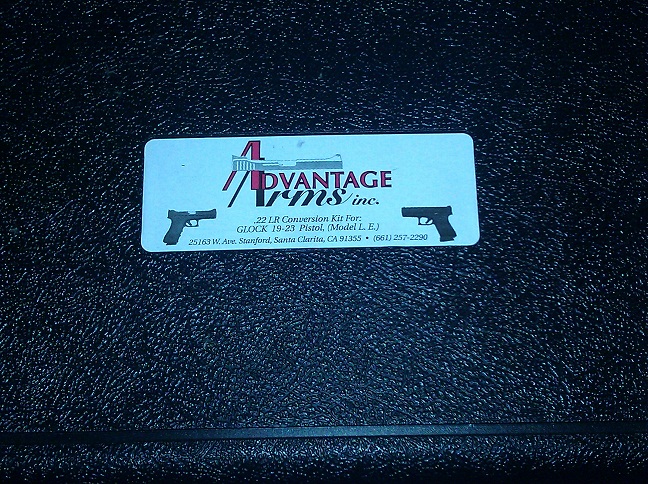 ADVANTAGE
Arms inc.
.22 LR Conversion Kit For:
GLOCK 19-23 Pistol, (Model L. E.)
25163 W. Ave. Stanford, Santa Clarita, CA 91355 • (661) 257-2290